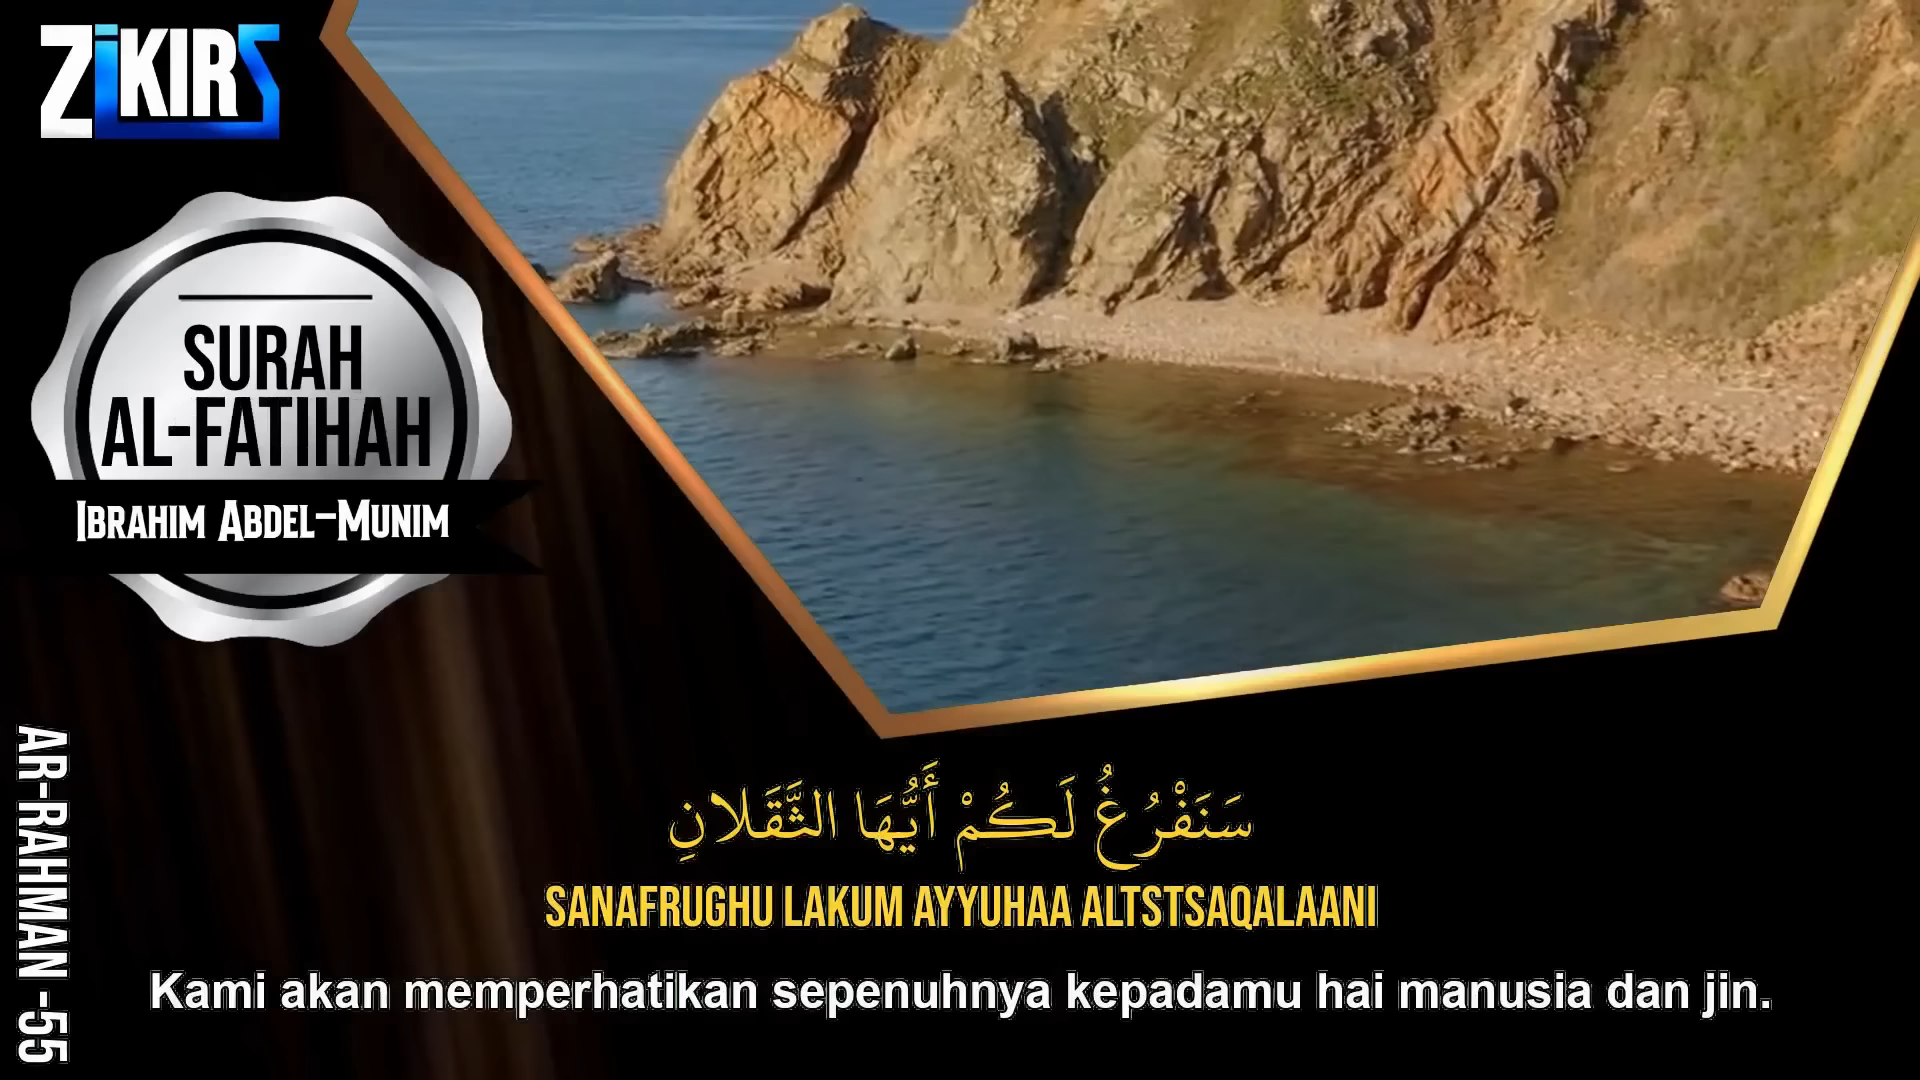 ZiKIRS
SURAH
AL-FATIHAH
IBRAHIM ABDEL-MUNIM
سَنَفْرُغُ لَكُمْ أَيُّهَا الثَّقَلانِ
SANAFRUGHU LAKUM AYYUHAA ALTSTSAQALAANI
Kami akan memperhatikan sepenuhnya kepadamu hai manusia dan jin.
AR-RAHMAN -55